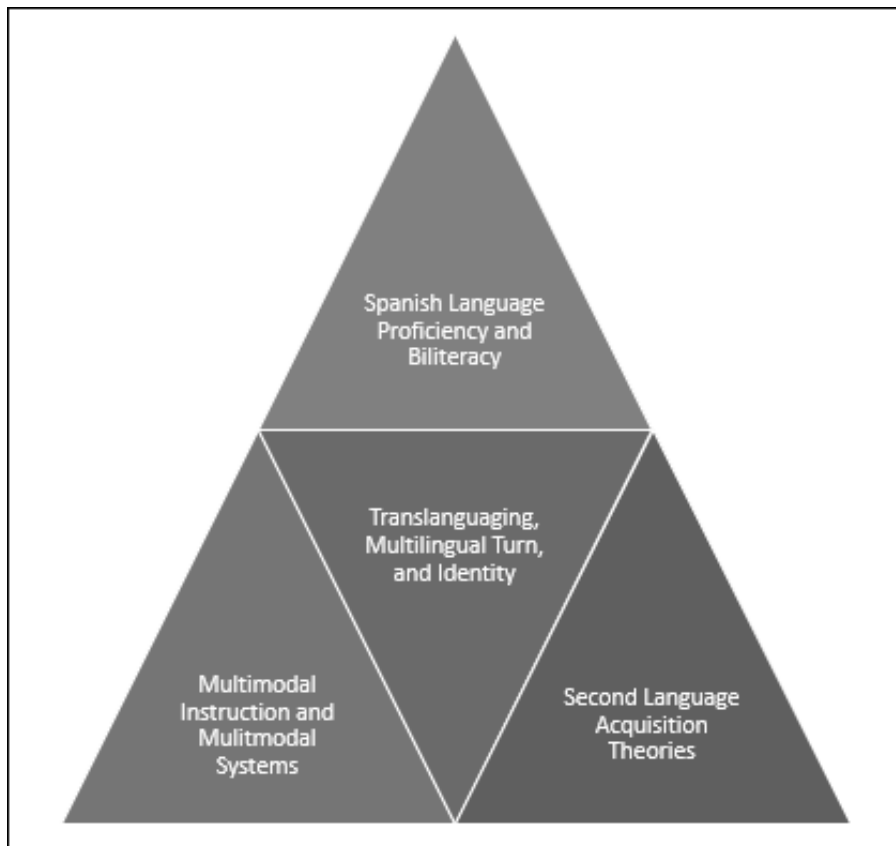 Spanish Language
Proficiency and
Biliteracy
Translanguaging,
Multilingual Turn,
and Identity
Multimodal
Instruction and
Mulitmodal
Systems
Second Language
Acquisition
Theories